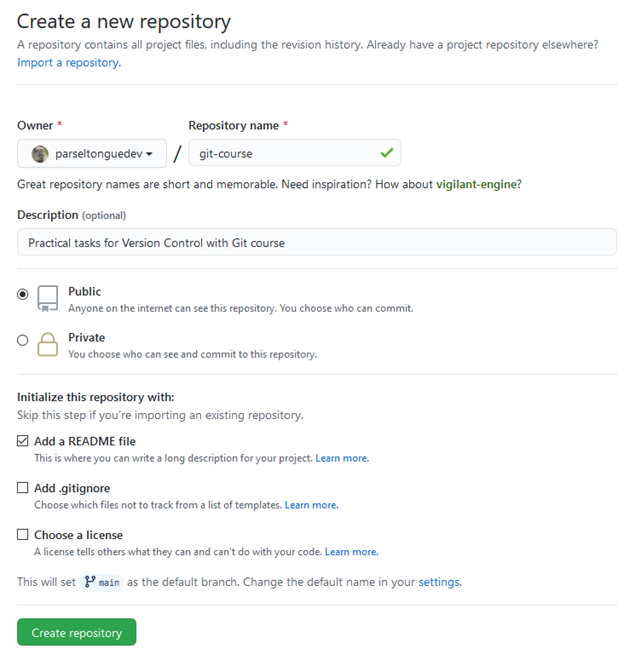 Create a new repository
A repository contains all project files, including the revision history. Already have a project repository elsewhere?
Import a repository.
Owner * Repository name *
parseltonguedev / git-course
Great repository names are short and memorable. Need inspiration? How about vigilant-engine?
Description (optional)
Practical tasks for Version Control with Git course
Public
Anyone on the internet can see this repository. You choose who can commit.
Private
You choose who can see and commit to this repository.
Initialize this repository with:
Skip this step if you're importing an existing repository.
Add a README file
This is where you can write a long description for your project. Learn more.
Add .gitignore
Choose which files not to track from a list of templates. Learn more.
Choose a license
A license tells others what they can and can't do with your code. Learn more.
This will set main as the default branch. Change the default name in your settings.
Create repository